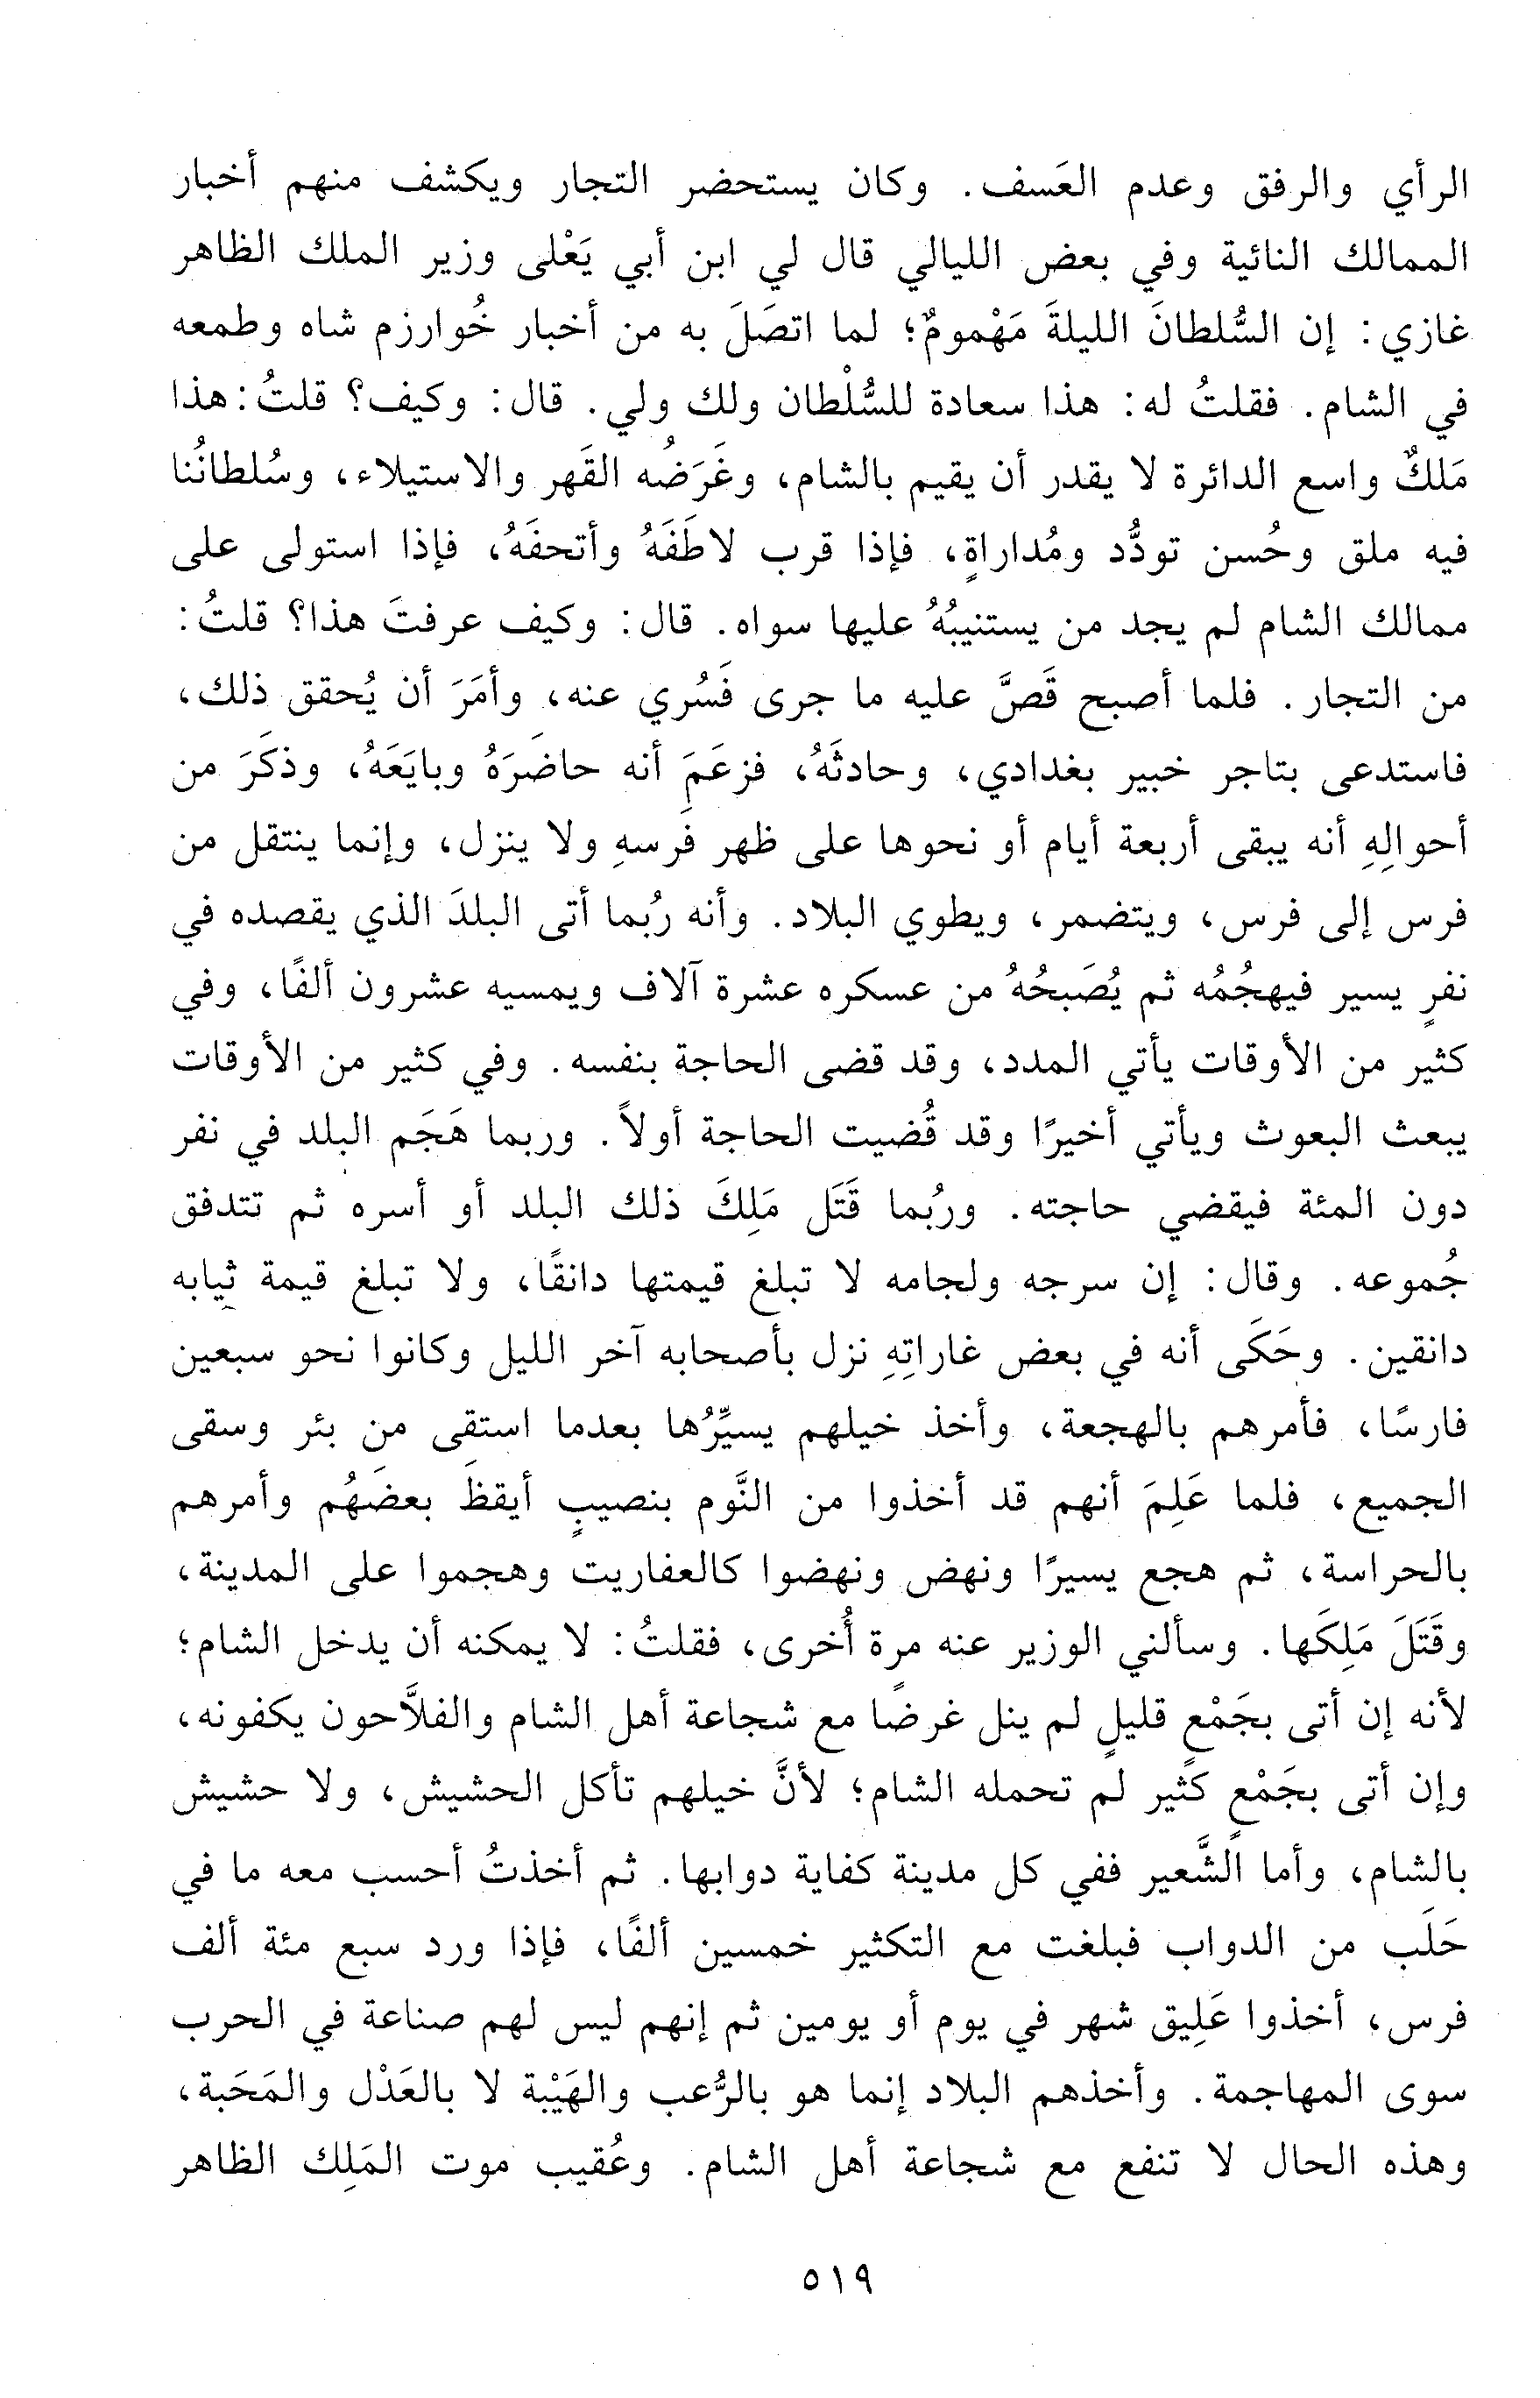 الرأي والرفق وعدم العَسف. وكان يستحضر التجار ويكشف منهم أخبار
الممالك النائية وفي بعض الليالي قال لي ابن أبي يَعْلى وزير الملك الظاهر
غازي: إن السُّلطانَ الليلةَ مَهْمومٌ؛ لما اتصَلَ به من أخبار خُوارزم شاه وطمعه
في الشام. فقلتُ له: هذا سعادة للسُّلْطان ولك ولي. قال: وكيف؟ قلتُ: هذا
مَلكٌ واسع الدائرة لا يقدر أن يقيم بالشام، وغَرَضُه القَهر والاستيلاء، وسُلطانُنا
فيه ملق وحُسن تودُّد ومُداراةٍ، فإذا قرب لاطَفَهُ وأتحفَهُ، فإذا استولى على
ممالك الشام لم يجد من يستنيبُهُ عليها سواه. قال: وكيف عرفتَ هذا؟ قلتُ:
من التجار. فلما أصبح قَصَّ عليه ما جرى فَسُري عنه، وأمَرَ أن يُحقق ذلك،
فاستدعى بتاجر خبير بغدادي، وحادثَهُ، فزعَمَ أنه حاضَرَهُ وبايَعَهُ، وذكَرَ من
أحوالِهِ أنه يبقى أربعة أيام أو نحوها على ظهر فَرسهِ ولا ينزل، وإنما ينتقل من
فرس إلى فرس، ويتضمر، ويطوي البلاد. وأنه رُبما أتى البلدَ الذي يقصده في
نفرٍ يسير فيهجُمُه ثم يُصَبحُهُ من عسكره عشرة آلاف ويمسيه عشرون ألفًا، وفي
كثير من الأوقات يأتي المدد، وقد قضى الحاجة بنفسه. وفي كثير من الأوقات
يبعث البعوث ويأتي أخيرًا وقد قُضيت الحاجة أولاً. وربما هَجَم البلد في نفر
دون المئة فيقضي حاجته. ورُبما قَتَل مَلِكَ ذلك البلد أو أسره ثم تتدفق
جُموعه. وقال: إن سرجه ولجامه لا تبلغ قيمتها دانقًا، ولا تبلغ قيمة ثيابه
دانقين. وحَكَى أنه في بعض غاراتِهِ نزل بأصحابه آخر الليل وكانوا نحو سبعين
فارسًا، فأمرهم بالهجعة، وأخذ خيلهم يسيِّرُها بعدما استقى من بئر وسقى
الجميع، فلما عَلِمَ أنهم قد أخذوا من النَّوم بنصيبٍ أيقظَ بعضَهُم وأمرهم
بالحراسة، ثم هجع يسيرًا ونهض ونهضوا كالعفاريت وهجموا على المدينة،
وقَتَلَ مَلِكَها. وسألني الوزير عنه مرة أُخرى، فقلتُ: لا يمكنه أن يدخل الشام؛
لأنه إن أتى بجَمْعٍ قليلٍ لم ينل غرضًا مع شجاعة أهل الشام والفلاَّحون يكفونه،
وإن أتى بجَمْعٍ كثيرٍ لم تحمله الشام؛ لأنَّ خيلهم تأكل الحشيش، ولا حشيش
بالشام، وأما الشَّعير ففي كل مدينة كفاية دوابها. ثم أخذتُ أحسب معه ما في
حَلَب من الدواب فبلغت مع التكثير خمسين ألفًا، فإذا ورد سبع مئة ألف
فرس، أخذوا عَلِيق شهر في يوم أو يومين ثم إنهم ليس لهم صناعة في الحرب
سوى المهاجمة. وأخذهم البلاد إنما هو بالرُّعب والهَيْبة لا بالعَدْل والمَحَبة،
وهذه الحال لا تنفع مع شجاعة أهل الشام. وعُقيب موت المَلِك الظاهر
٥١٩